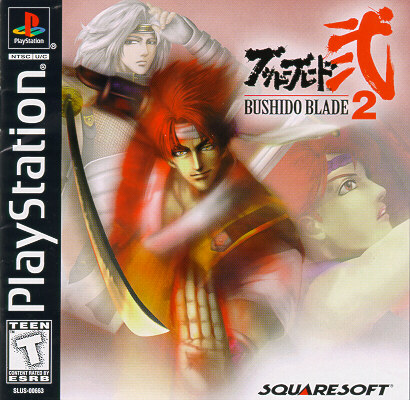 PlayStation
NTSC U/C
PlayStation
ブシドーブレード弐
BUSHIDO BLADE 2
TEEN
T
CONTENT RATED BY
ESRB
SLUS-00663
SQUARESOFT